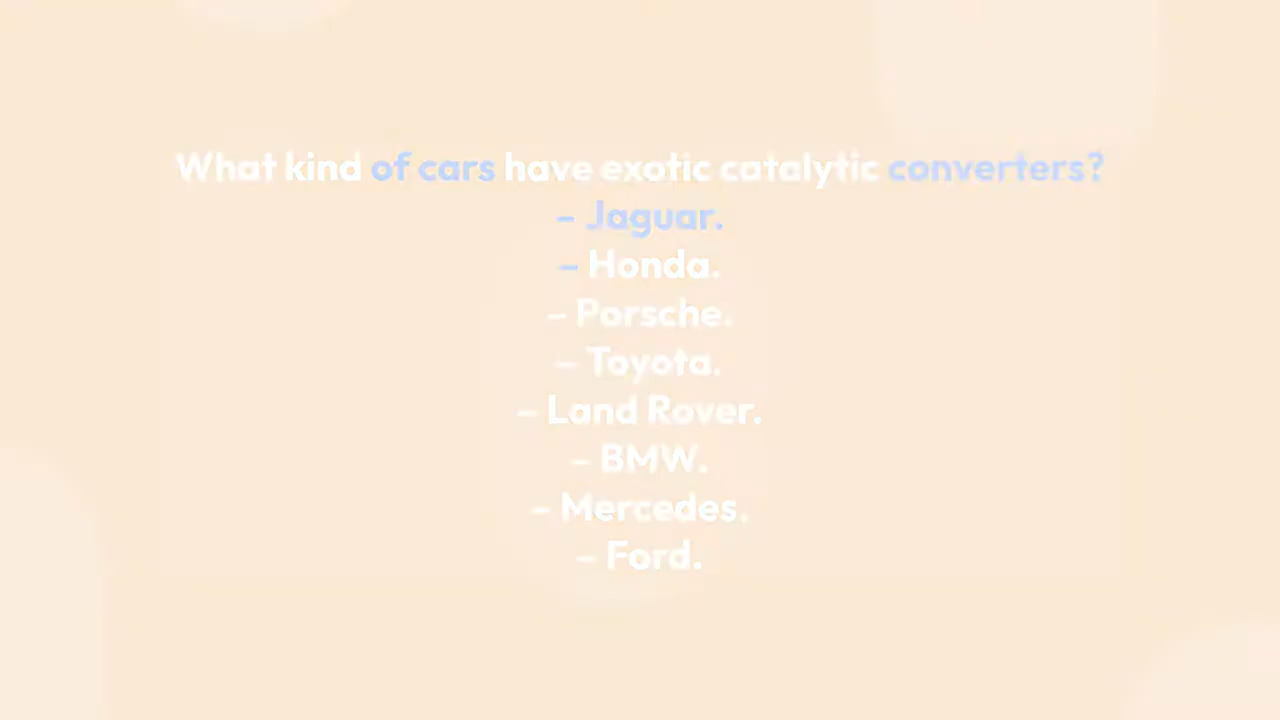 What kind of cars have exotic catalytic converters?
– Jaguar.
– Honda.
– Porsche.
– Toyota.
– Land Rover.
– BMW.
– Mercedes.
– Ford.